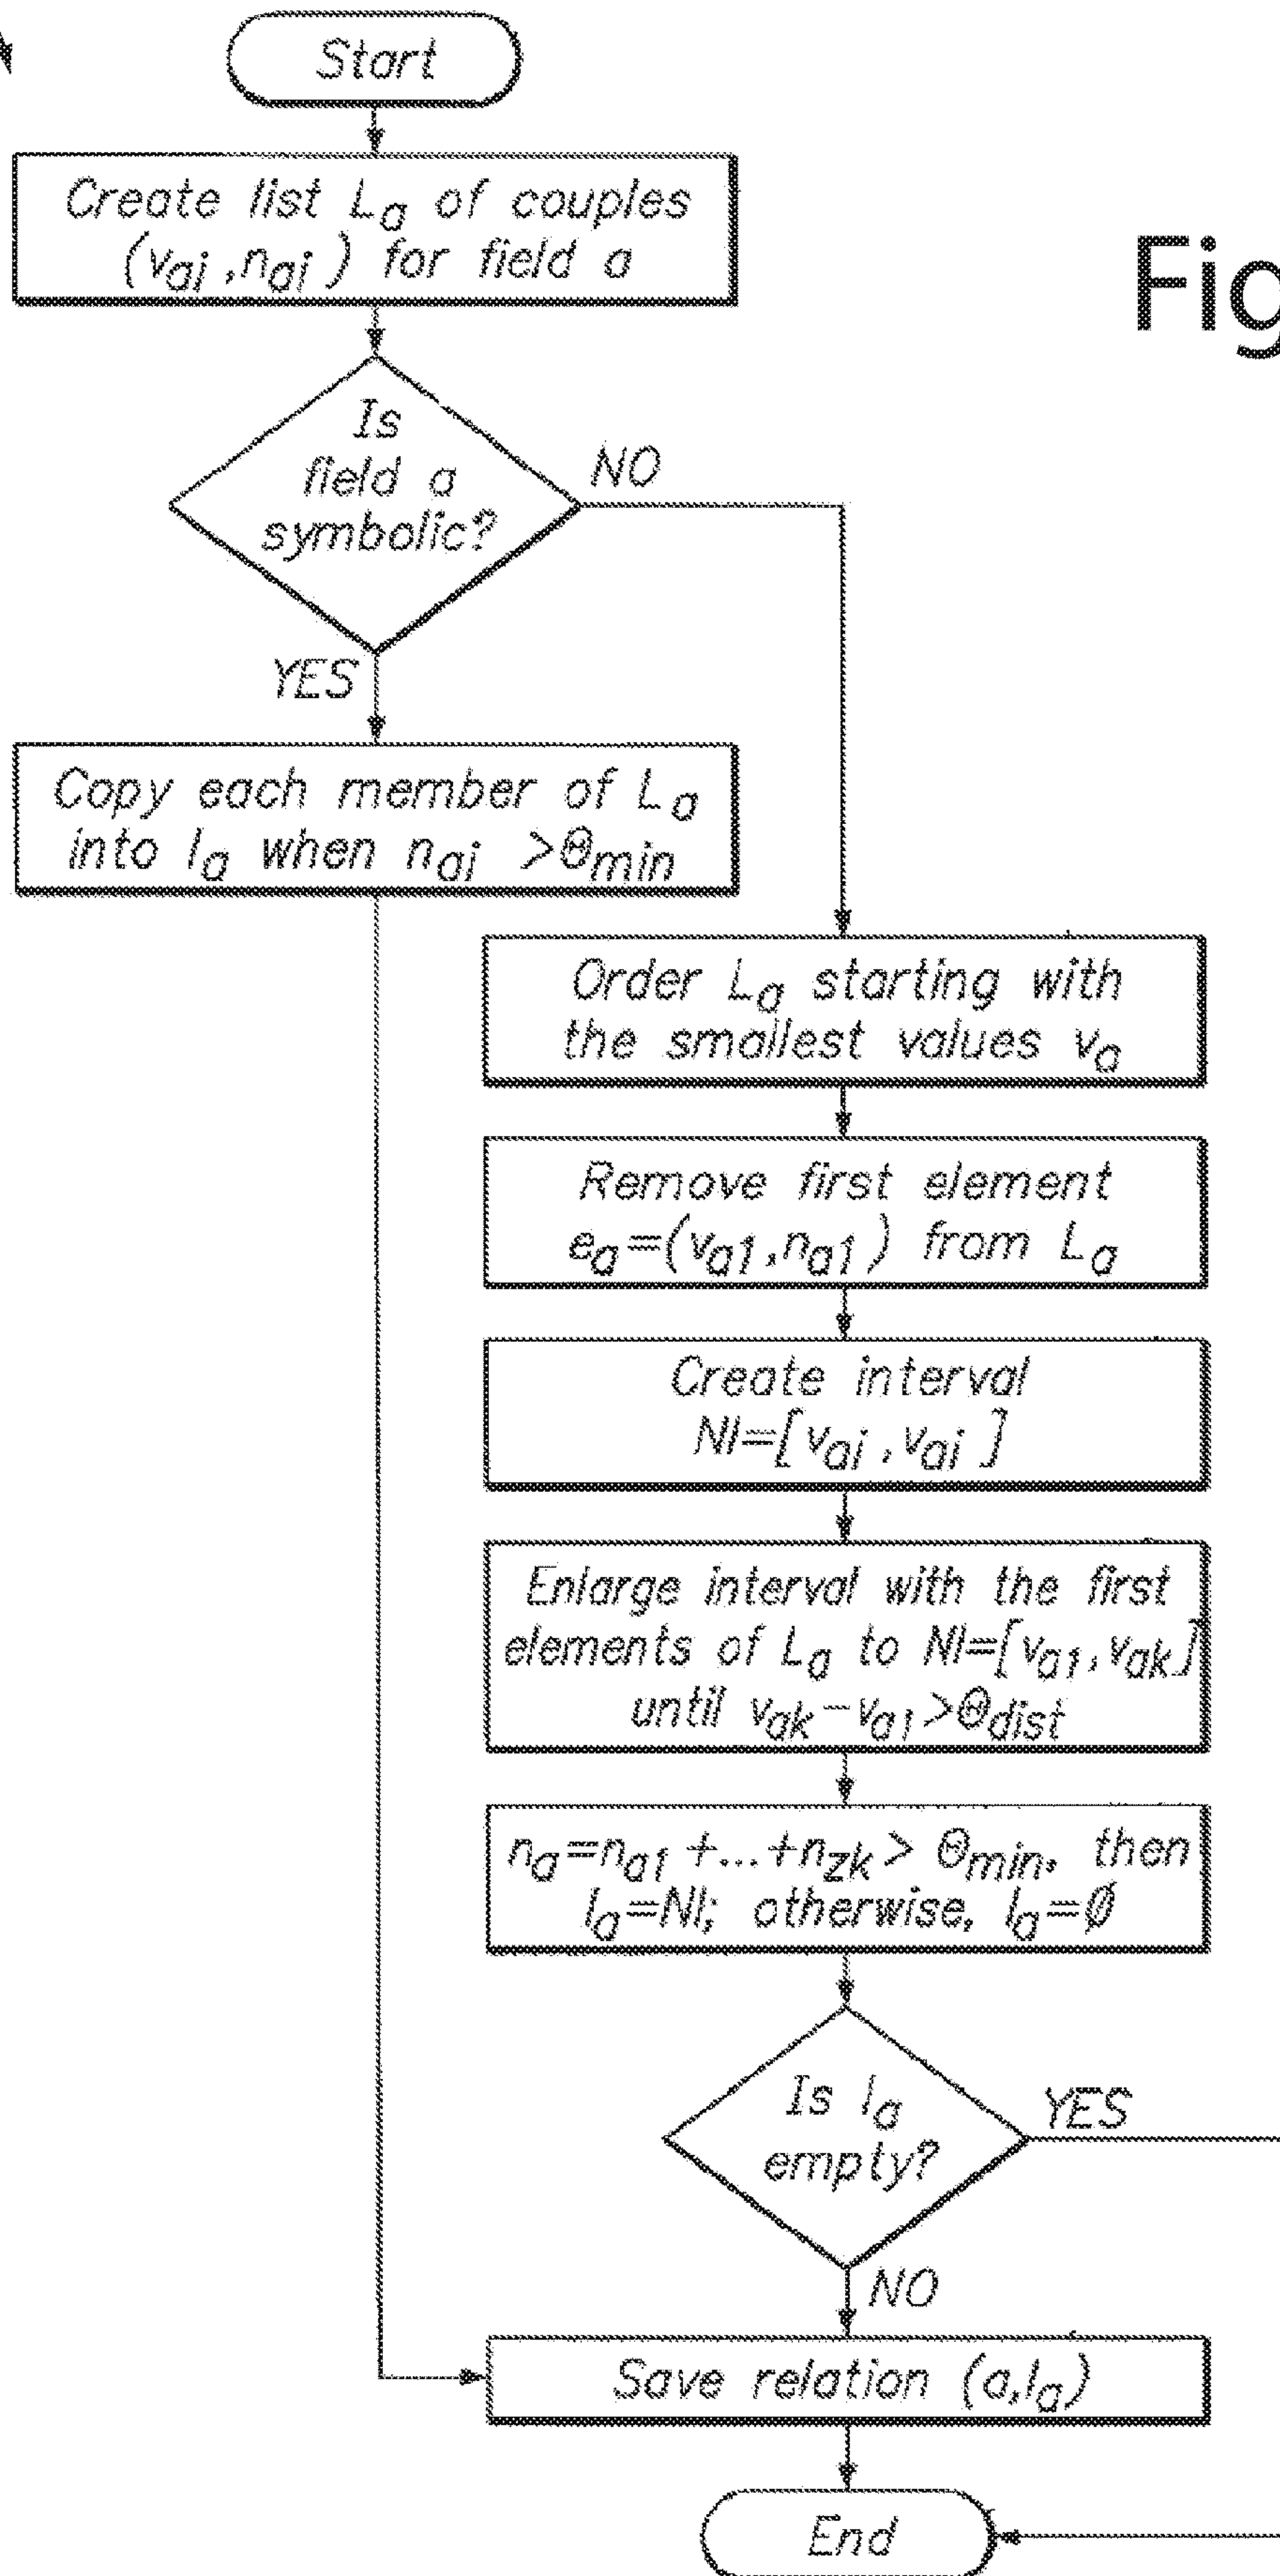 Start
Create list La of couples
(vai ,nai ) for field a
Fig
Is
field a
symbolic?
NO
YES
Copy each member of La
into Ia when nai >Θmin
Order La starting with
the smallest values va
Remove first element
ea=(va1 ,na1 ) from La
Create interval
NI=[vai ,vai ]
Enlarge interval with the first
elements of La to NI=[va1,vak]
until vak−va1>Θdist
na=na1 +...+nzk> Θmin, then
Ia=NI; otherwise, Ia=∅
Is Ia
empty?
YES
NO
Save relation (a,Ia)
End